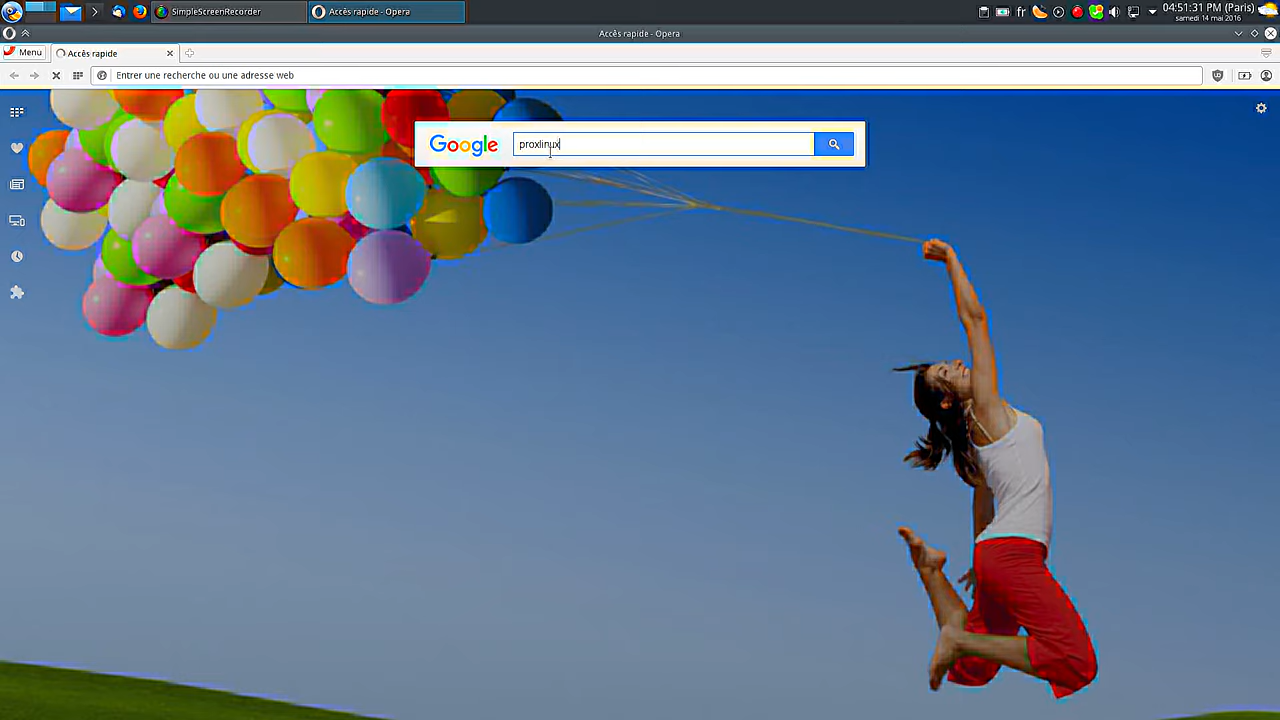 SimpleScreenRecorder
Accès rapide - Opera
fr
04:51:31 PM (Paris)
samedi 14 mai 2016
Accès rapide - Opera
Menu
Accès rapide
Entrer une recherche ou une adresse web
Google
proxlinux